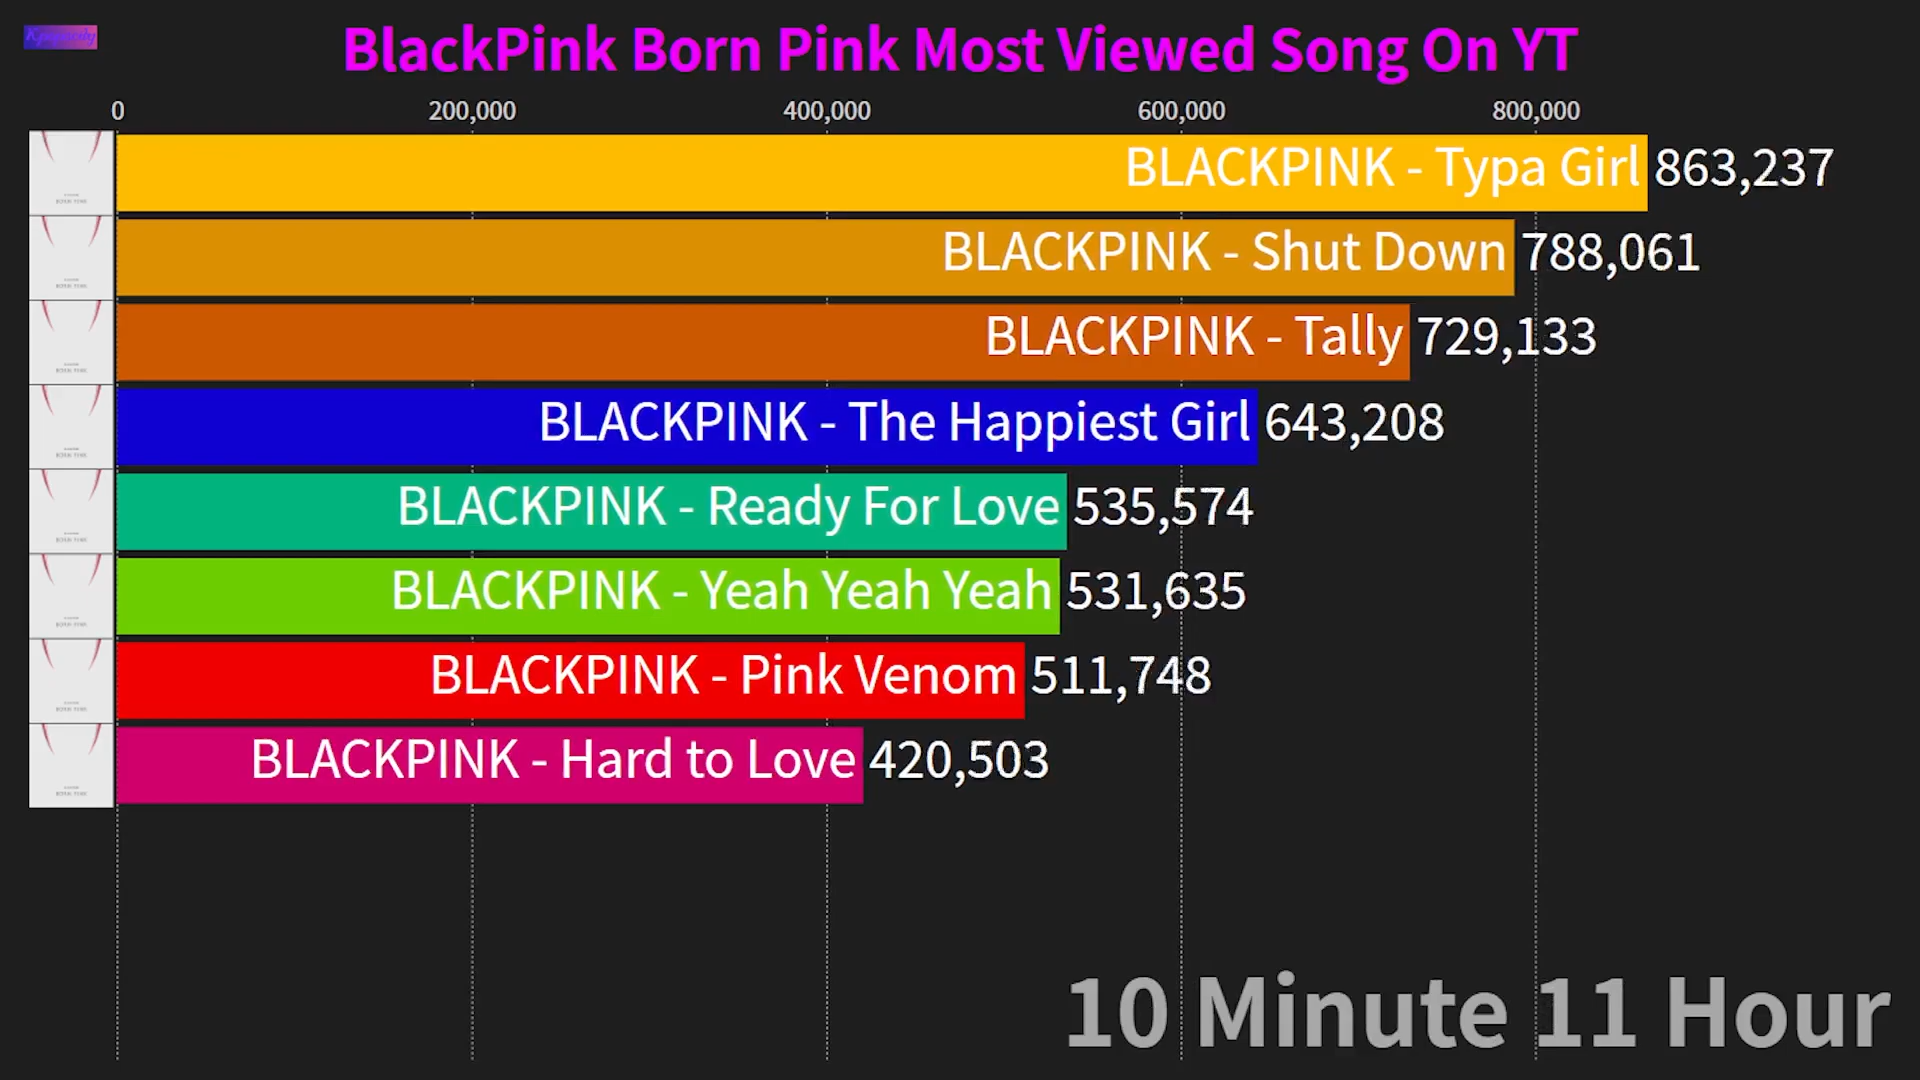 BlackPink Born Pink Most Viewed Song On YT
0 200,000 400,000 600,000 800,000
BLACKPINK - Typa Girl 863,237
BLACKPINK - Shut Down 788,061
BLACKPINK - Tally 729,133
BLACKPINK - The Happiest Girl 643,208
BLACKPINK - Ready For Love 535,574
BLACKPINK - Yeah Yeah Yeah 531,635
BLACKPINK - Pink Venom 511,748
BLACKPINK - Hard to Love 420,503
10 Minute 11 Hour